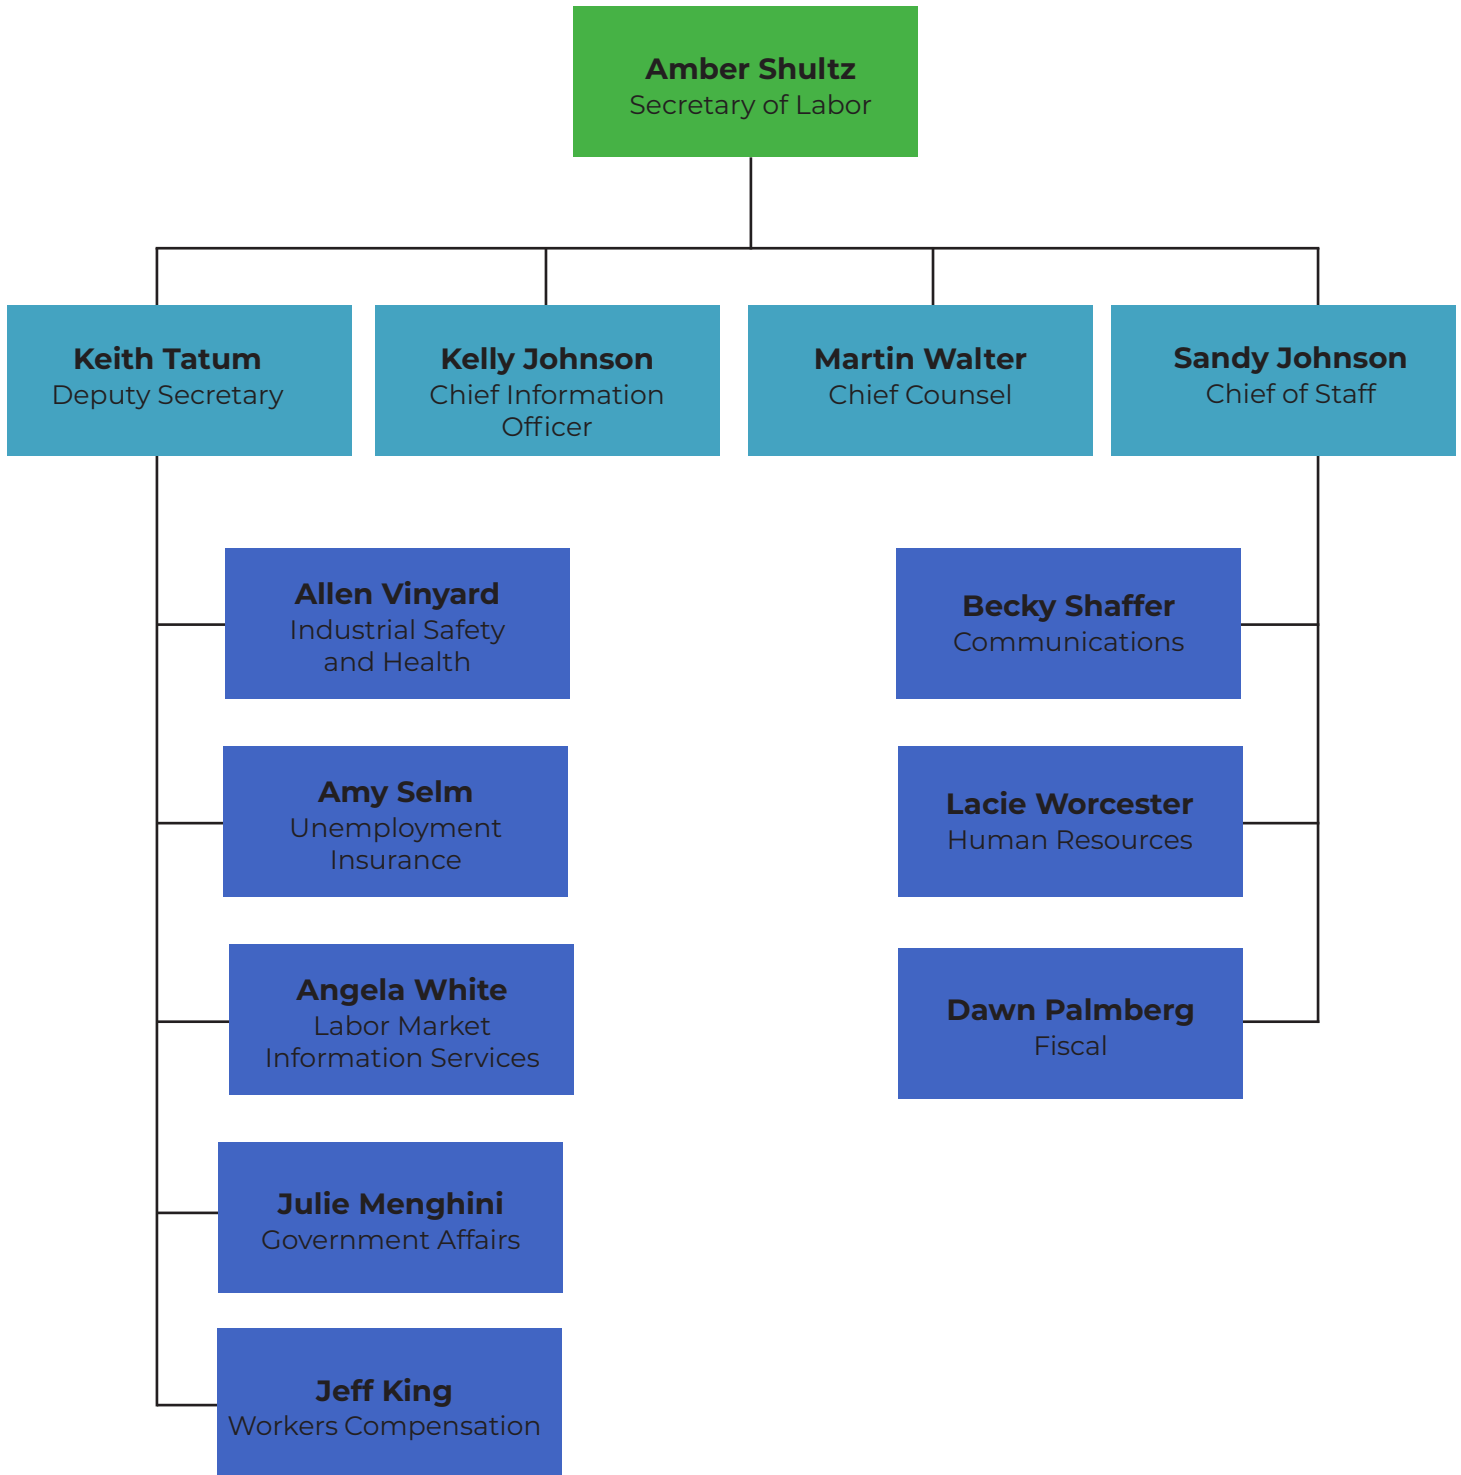 Amber Shultz
Secretary of Labor
Keith Tatum
Deputy Secretary
Kelly Johnson
Chief Information
Officer
Martin Walter
Chief Counsel
Sandy Johnson
Chief of Staff
Allen Vinyard
Industrial Safety
and Health
Amy Selm
Unemployment
Insurance
Angela White
Labor Market
Information Services
Julie Menghini
Government Affairs
Jeff King
Workers Compensation
Becky Shaffer
Communications
Lacie Worcester
Human Resources
Dawn Palmberg
Fiscal